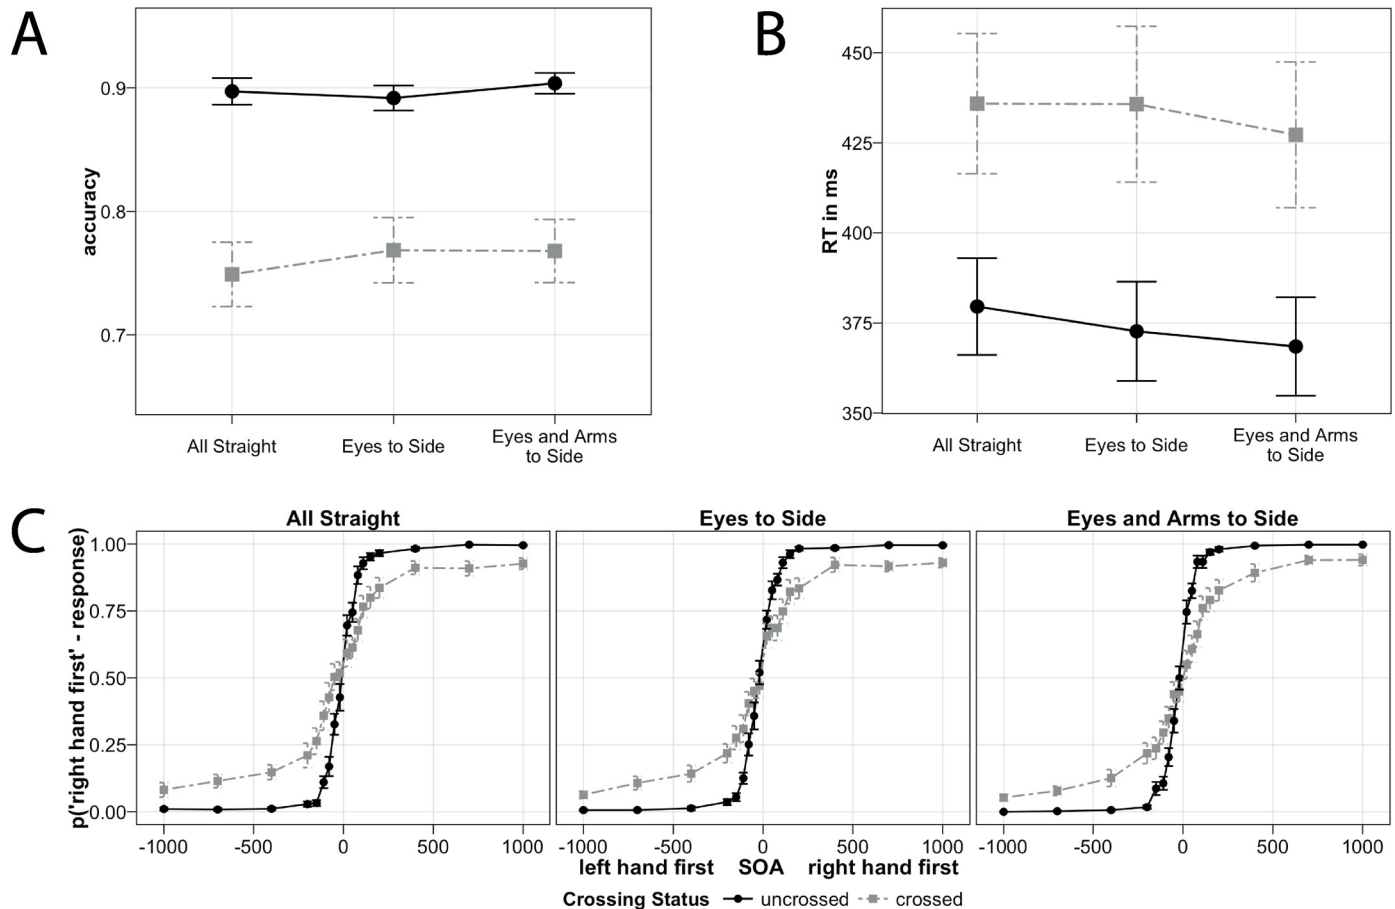 A
accuracy
0.9
0.8
0.7
All Straight
Eyes to Side
Eyes and Arms
to Side
B
RT in ms
450
425
400
375
350
All Straight
Eyes to Side
Eyes and Arms
to Side
C
p('right hand first' - response)
All Straight
Eyes to Side
Eyes and Arms to Side
1.00
0.75
0.50
0.25
0.00
-1000 -500 0 500 1000
-1000 -500 0 500 1000
-1000 -500 0 500 1000
left hand first SOA right hand first
Crossing Status uncrossed crossed